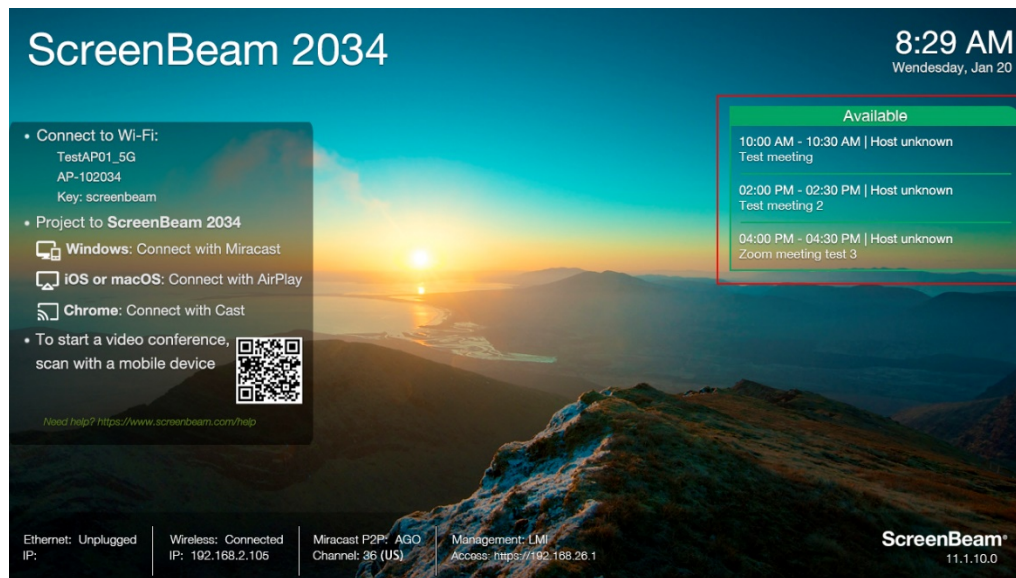 ScreenBeam 2034
8:29 AM
Wendesday, Jan 20
• Connect to Wi-Fi:
TestAP01_5G
AP-102034
Key: screenbeam
• Project to ScreenBeam 2034
Windows: Connect with Miracast
iOS or macOS: Connect with AirPlay
Chrome: Connect with Cast
• To start a video conference,
scan with a mobile device
Need help? https://www.screenbeam.com/help
Available
10:00 AM - 10:30 AM | Host unknown
Test meeting
02:00 PM - 02:30 PM | Host unknown
Test meeting 2
04:00 PM - 04:30 PM | Host unknown
Zoom meeting test 3
Ethernet: Unplugged
IP:
Wireless: Connected
IP: 192.168.2.105
Miracast P2P: AGO
Channel: 36 (US)
Management: LMI
Access: https://192.168.26.1
ScreenBeam®
11.1.10.0